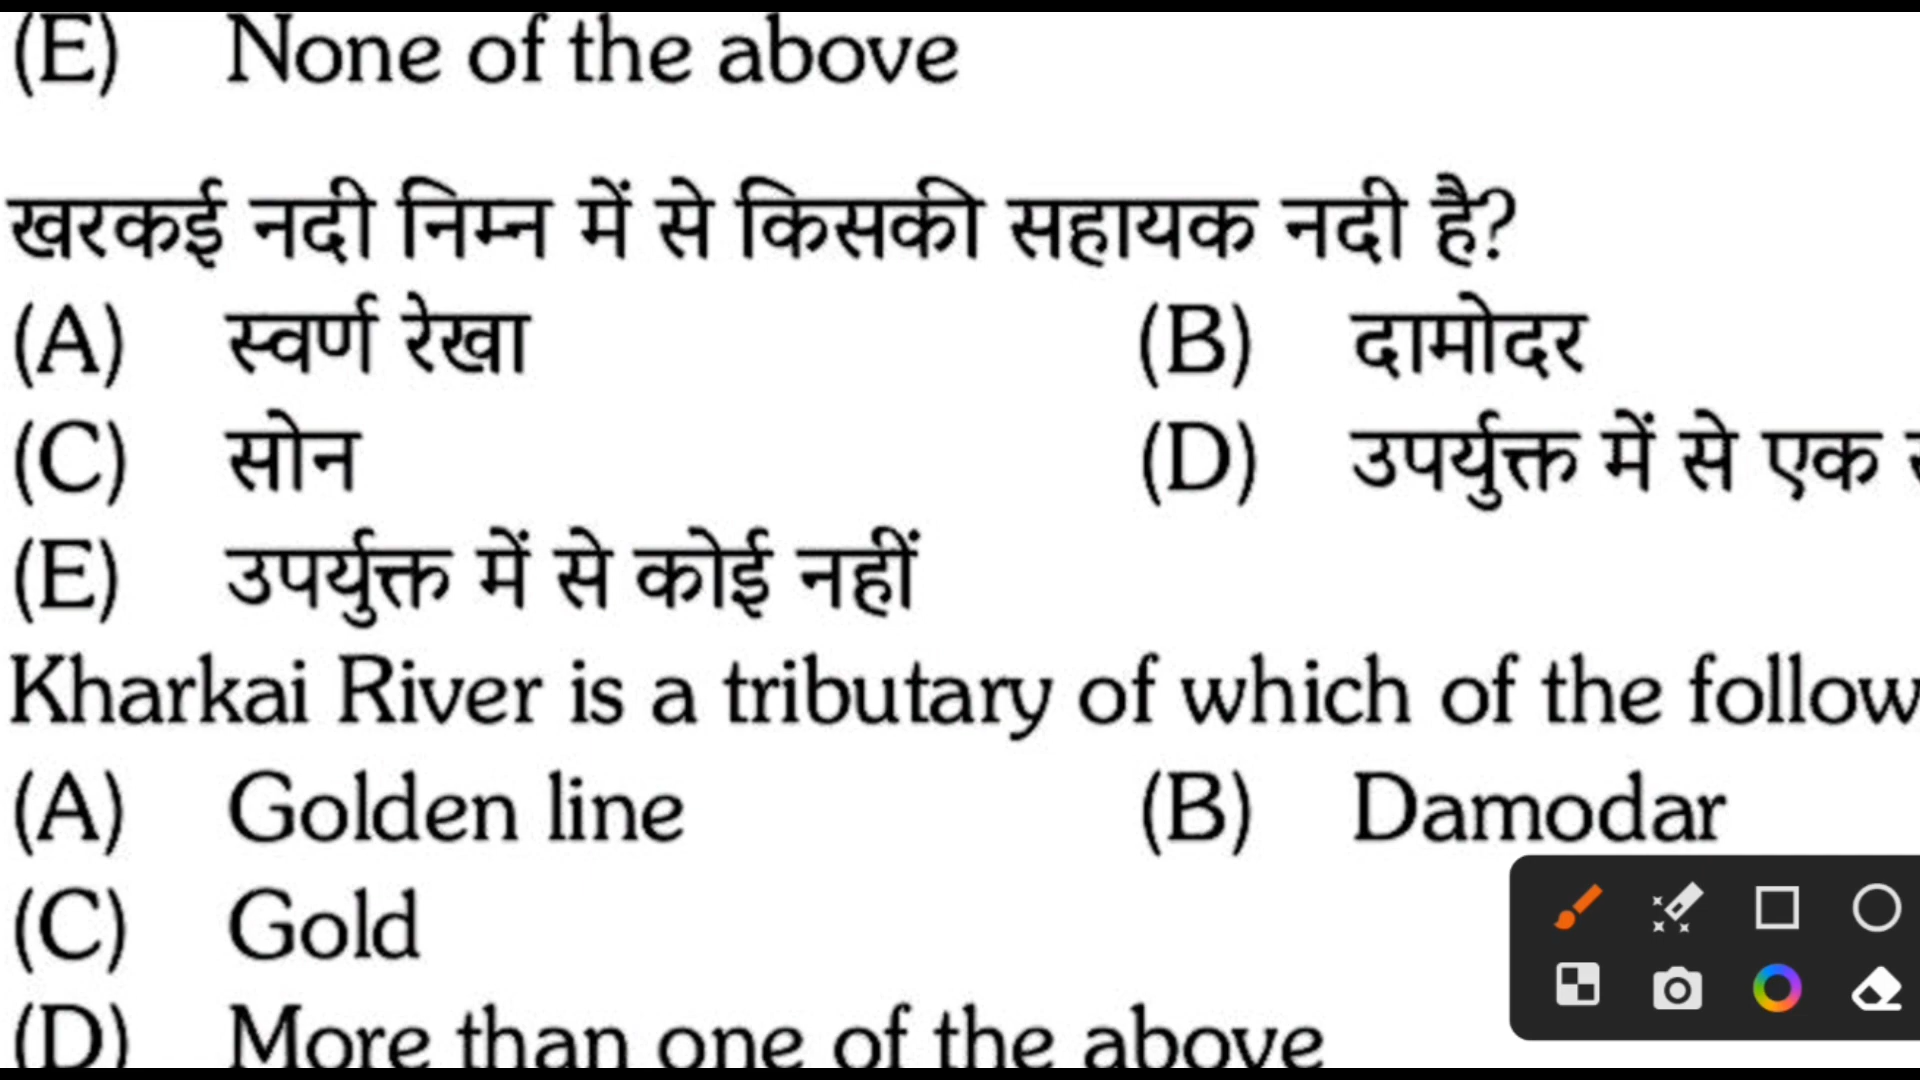 (E) None of the above
खरकई नदी निम्न में से किसकी सहायक नदी है?
(A) स्वर्ण रेखा (B) दामोदर
(C) सोन (D) उपर्युक्त में से एक
(E) उपर्युक्त में से कोई नहीं
Kharkai River is a tributary of which of the follow
(A) Golden line (B) Damodar
(C) Gold
(D) More than one of the above